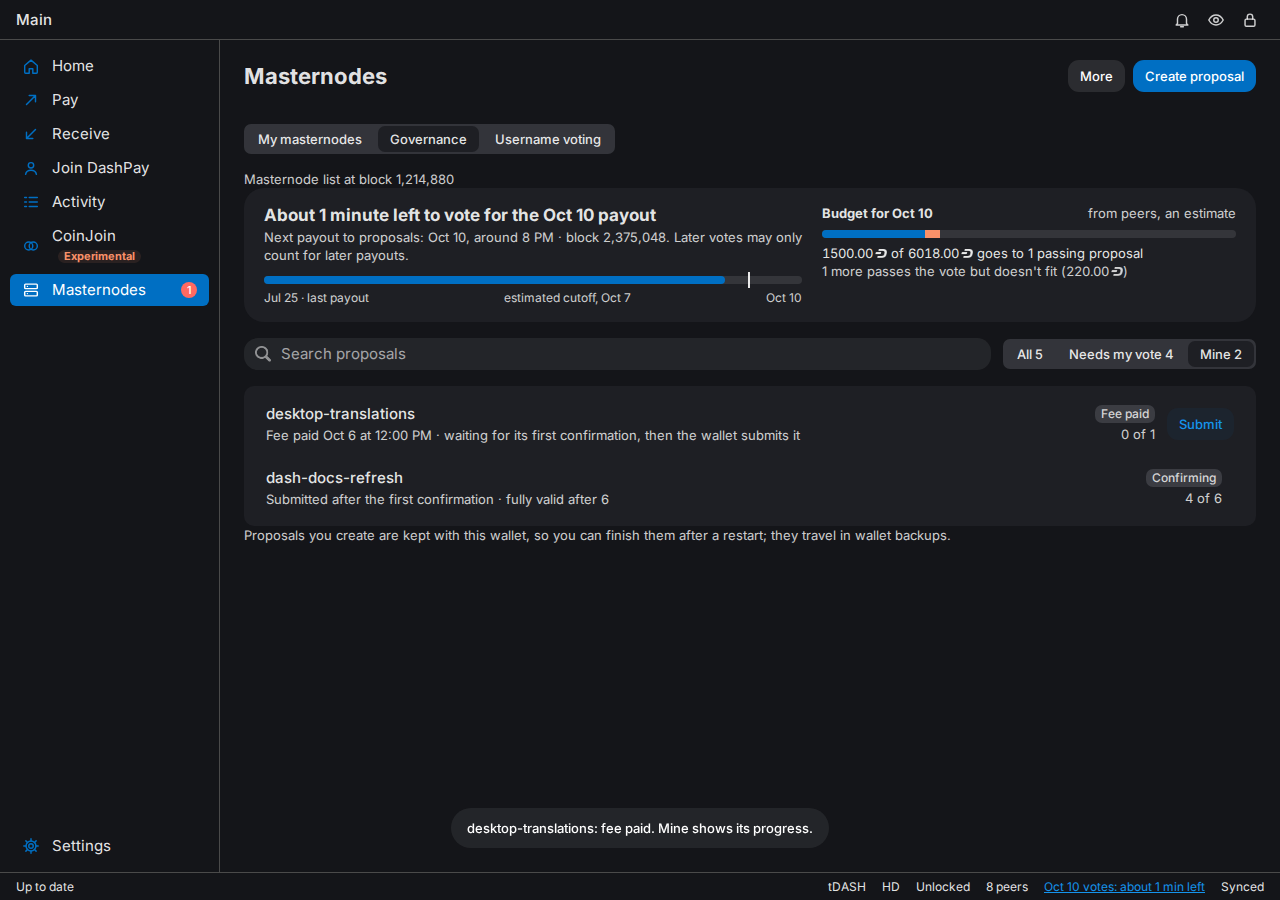 Main
Home
Pay
Receive
Join DashPay
Activity
CoinJoin
Experimental
Masternodes 1
Settings
Masternodes
More
Create proposal
My masternodes
Governance
Username voting
Masternode list at block 1,214,880
About 1 minute left to vote for the Oct 10 payout
Next payout to proposals: Oct 10, around 8 PM · block 2,375,048. Later votes may only
count for later payouts.
Jul 25 · last payout
estimated cutoff, Oct 7
Oct 10
Budget for Oct 10
from peers, an estimate
1500.00 of 6018.00 goes to 1 passing proposal
1 more passes the vote but doesn't fit (220.00)
Search proposals
All 5
Needs my vote 4
Mine 2
desktop-translations
Fee paid Oct 6 at 12:00 PM · waiting for its first confirmation, then the wallet submits it
Fee paid
0 of 1
Submit
dash-docs-refresh
Submitted after the first confirmation · fully valid after 6
Confirming
4 of 6
Proposals you create are kept with this wallet, so you can finish them after a restart; they travel in wallet backups.
desktop-translations: fee paid. Mine shows its progress.
Up to date
tDASH
HD
Unlocked
8 peers
Oct 10 votes: about 1 min left
Synced